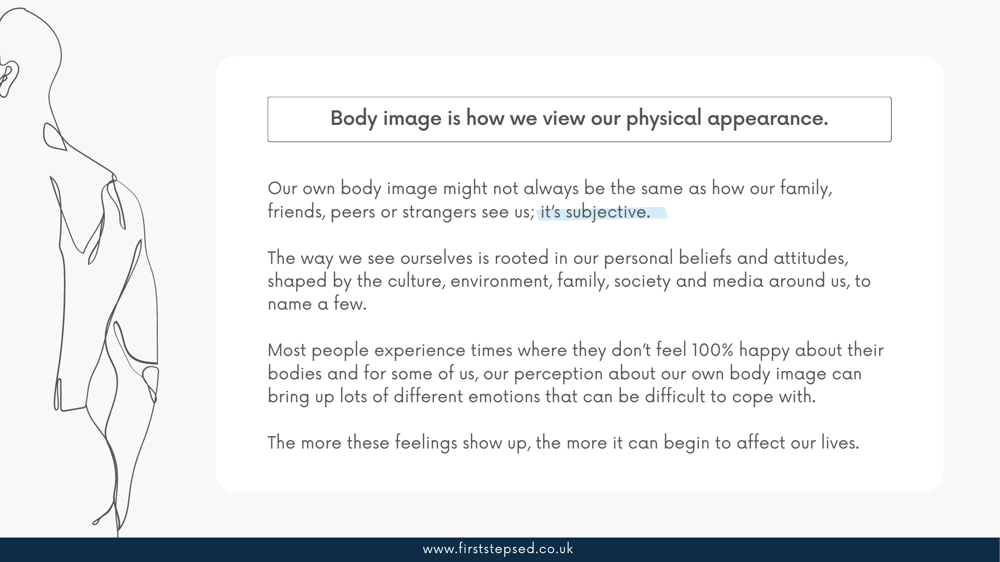 Body image is how we view our physical appearance.
Our own body image might not always be the same as how our family,
friends, peers or strangers see us; it’s subjective.
The way we see ourselves is rooted in our personal beliefs and attitudes,
shaped by the culture, environment, family, society and media around us, to
name a few.
Most people experience times where they don’t feel 100% happy about their
bodies and for some of us, our perception about our own body image can
bring up lots of different emotions that can be difficult to cope with.
The more these feelings show up, the more it can begin to affect our lives.
www.firststepsed.co.uk